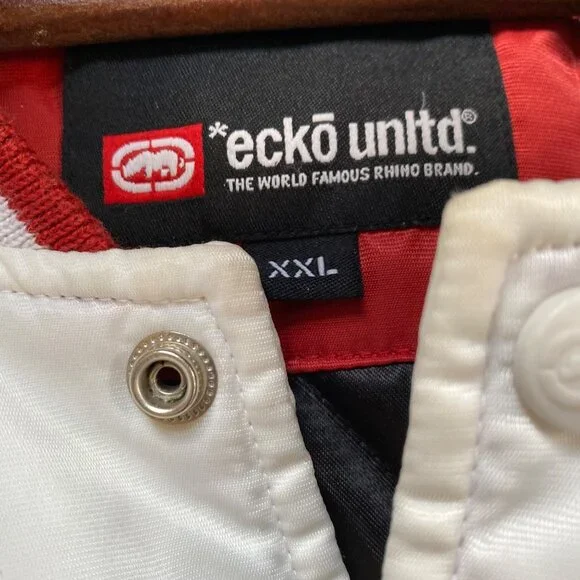 *eckō unltd.®
THE WORLD FAMOUS RHINO BRAND.
XXL